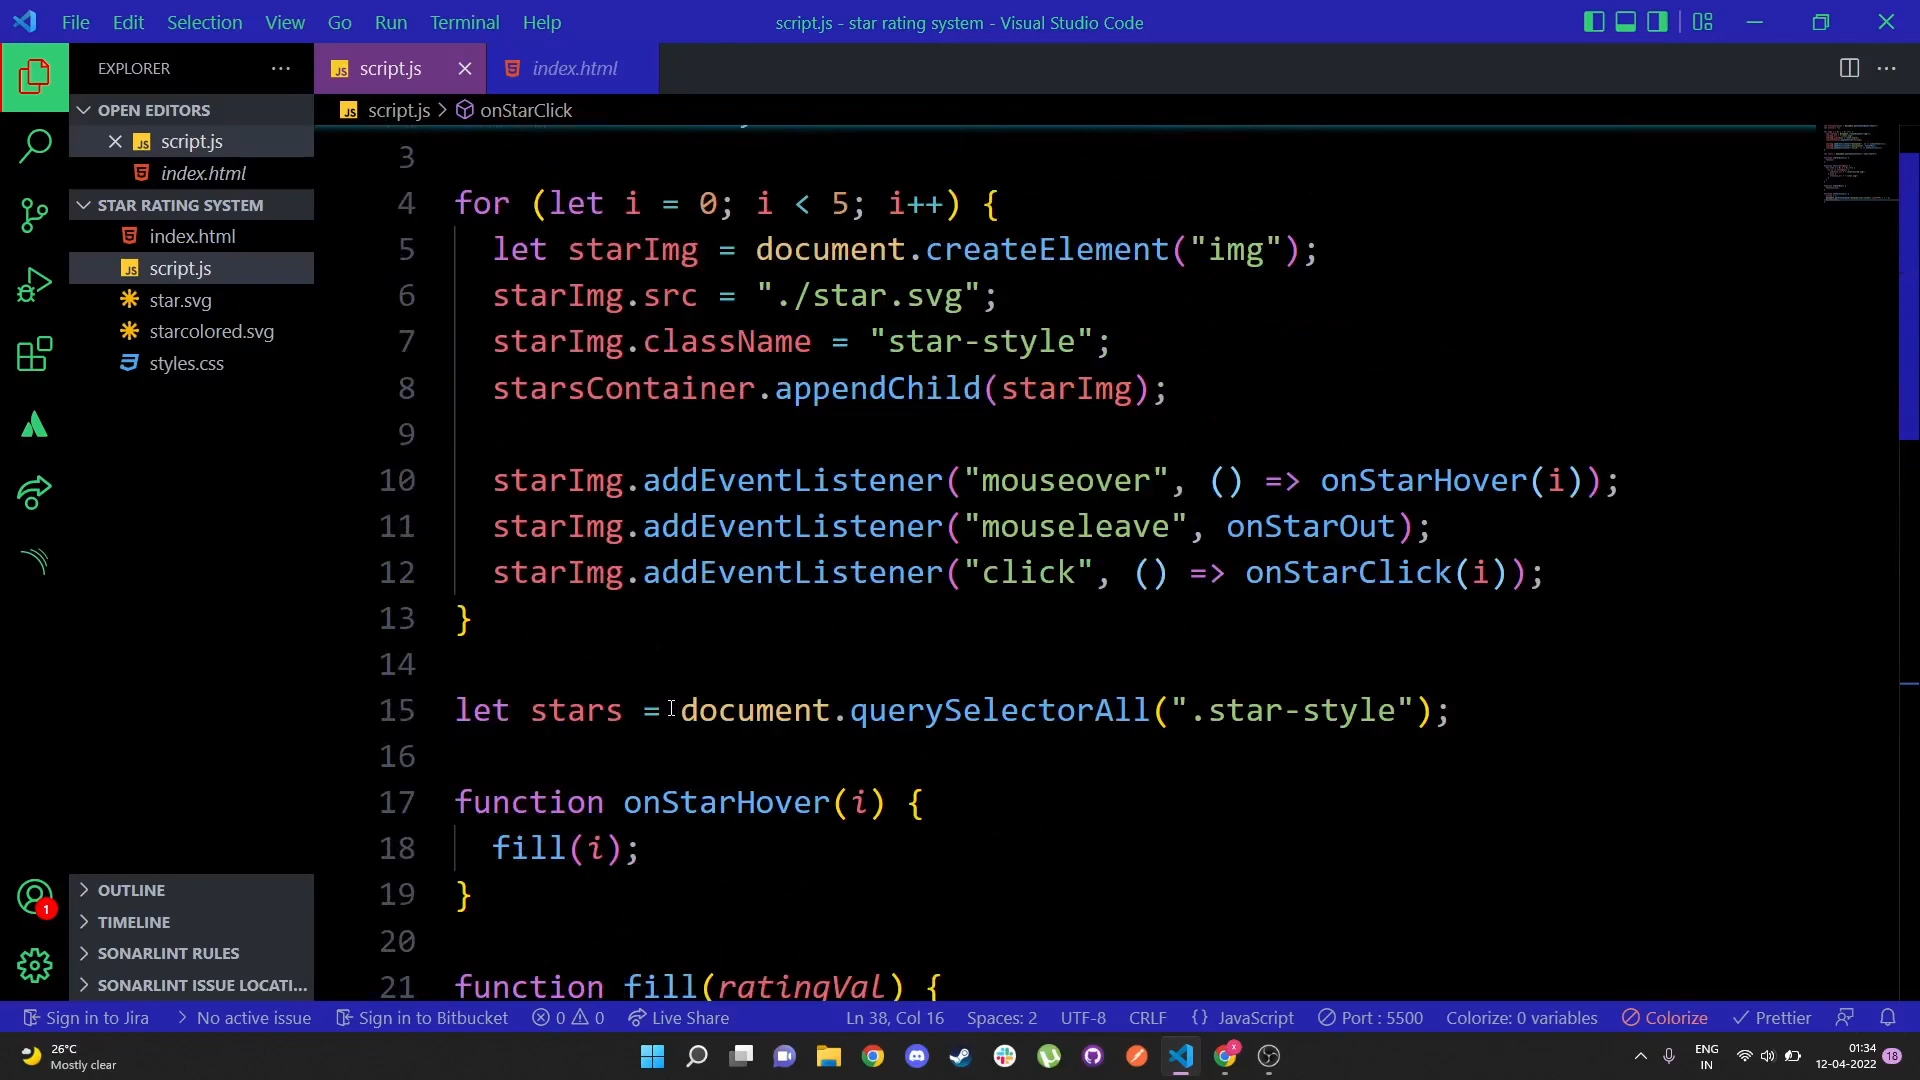 File Edit Selection View Go Run Terminal Help
script.js - star rating system - Visual Studio Code
EXPLORER
script.js
index.html
OPEN EDITORS
script.js
index.html
STAR RATING SYSTEM
index.html
script.js
star.svg
starcolored.svg
styles.css
OUTLINE
TIMELINE
SONARLINT RULES
SONARLINT ISSUE LOCATI...
JS script.js > onStarClick
3
4 for (let i = 0; i < 5; i++) {
5 let starImg = document.createElement("img");
6 starImg.src = "./star.svg";
7 starImg.className = "star-style";
8 starsContainer.appendChild(starImg);
9
10 starImg.addEventListener("mouseover", () => onStarHover(i));
11 starImg.addEventListener("mouseleave", onStarOut);
12 starImg.addEventListener("click", () => onStarClick(i));
13 }
14
15 let stars = document.querySelectorAll(".star-style");
16
17 function onStarHover(i) {
18 fill(i);
19 }
20
21 function fill(ratingVal) {
1
Sign in to Jira > No active issue Sign in to Bitbucket 0 0 Live Share Ln 38, Col 16 Spaces: 2 UTF-8 CRLF {} JavaScript Port : 5500 Colorize: 0 variables Colorize Prettier
26°C
Mostly clear
ENG
IN
01:34
12-04-2022
18